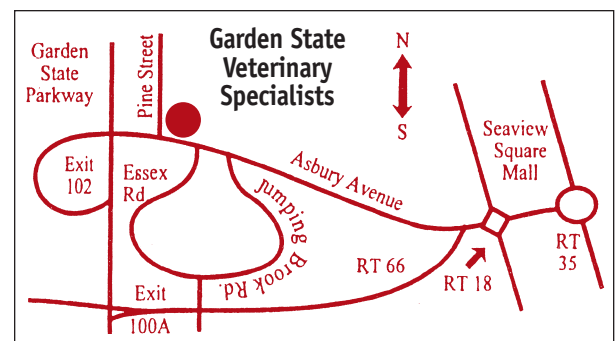 Garden State
Veterinary
Specialists
Garden
State
Parkway
Pine Street
N
S
Seaview
Square
Mall
Exit
102
Essex
Rd.
Asbury Avenue
Jumping Brook Rd.
RT 66
RT 18
RT
35
Exit
100A